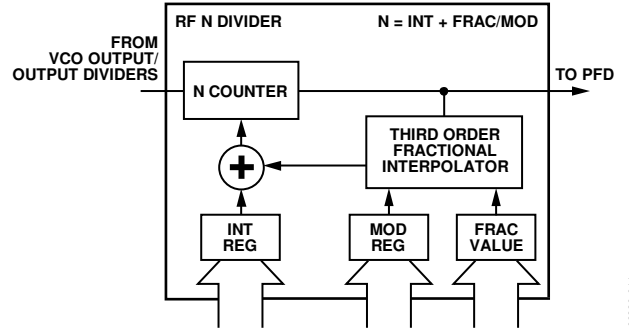 RF N DIVIDER
N = INT + FRAC/MOD
FROM
VCO OUTPUT/
OUTPUT DIVIDERS
TO PFD
N COUNTER
THIRD ORDER
FRACTIONAL
INTERPOLATOR
+
INT
REG
MOD
REG
FRAC
VALUE